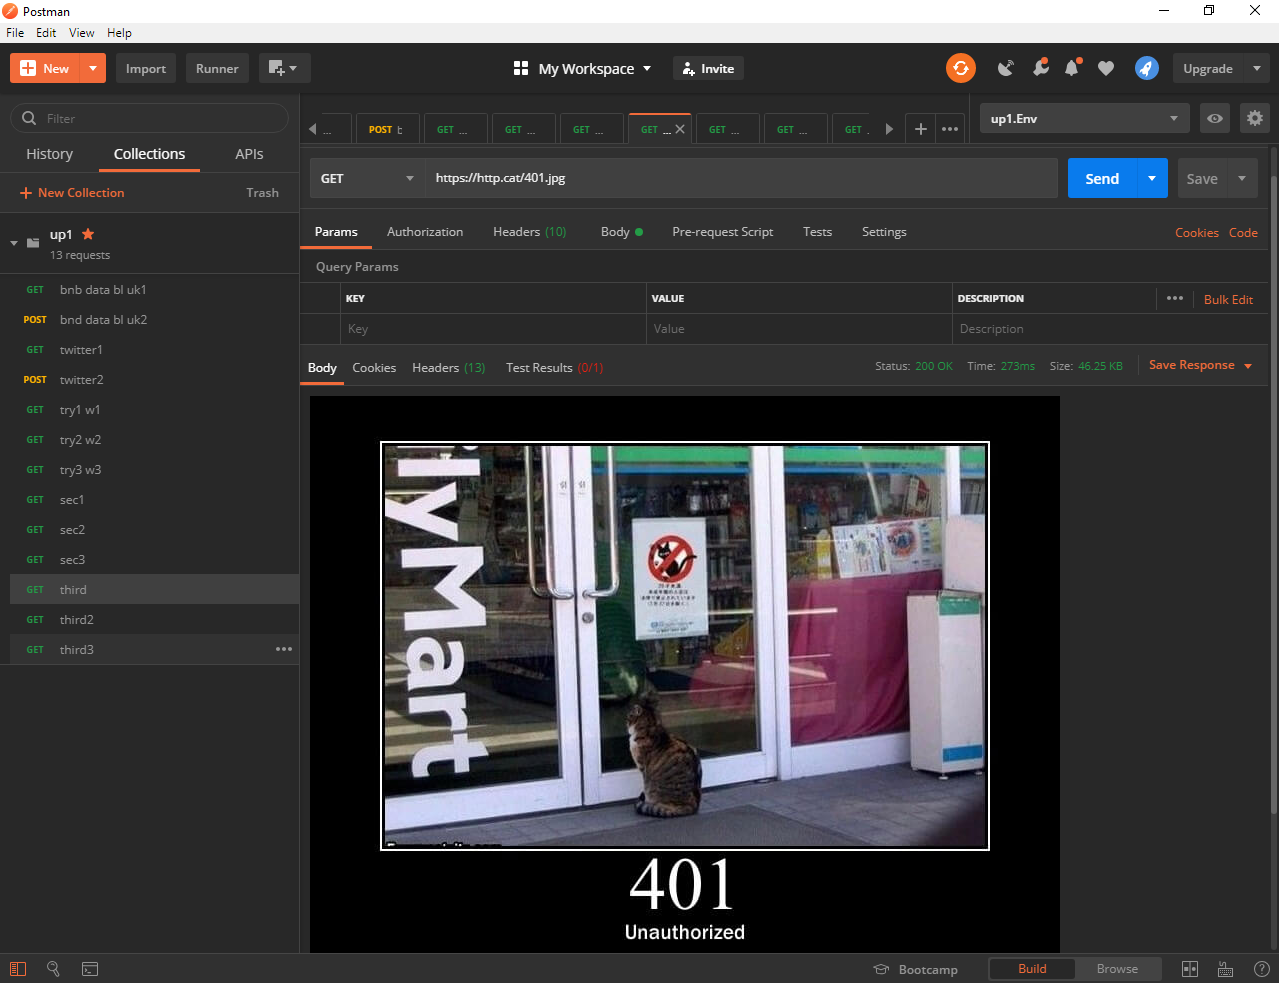 Postman
File Edit View Help
New Import Runner My Workspace Invite Upgrade
Filter
History Collections APIs
New Collection Trash
up1
13 requests
GET bnb data bl uk1
POST bnd data bl uk2
GET twitter1
POST twitter2
GET try1 w1
GET try2 w2
GET try3 w3
GET sec1
GET sec2
GET sec3
GET third
GET third2
GET third3
... POST t GET ... GET ... GET ... GET ... GET ... GET ... GET . up1.Env
GET https://http.cat/401.jpg Send Save
Params Authorization Headers (10) Body Pre-request Script Tests Settings Cookies Code
Query Params
KEY VALUE DESCRIPTION Bulk Edit
Key Value Description
Body Cookies Headers (13) Test Results (0/1) Status: 200 OK Time: 273ms Size: 46.25 KB Save Response
lyMart
401
Unauthorized
Bootcamp Build Browse